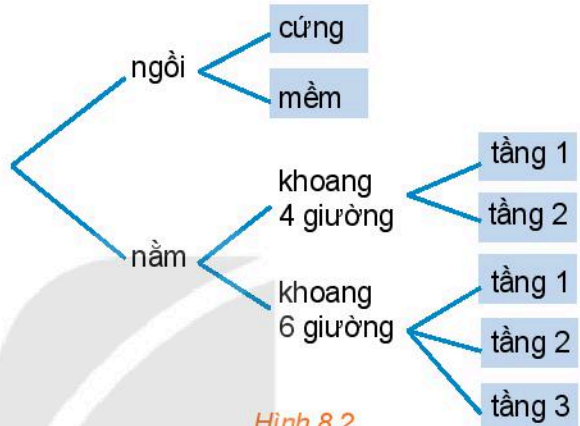 ngồi
cứng
mềm
nằm
khoang
4 giường
tầng 1
tầng 2
khoang
6 giường
tầng 1
tầng 2
tầng 3
Hình 8.2